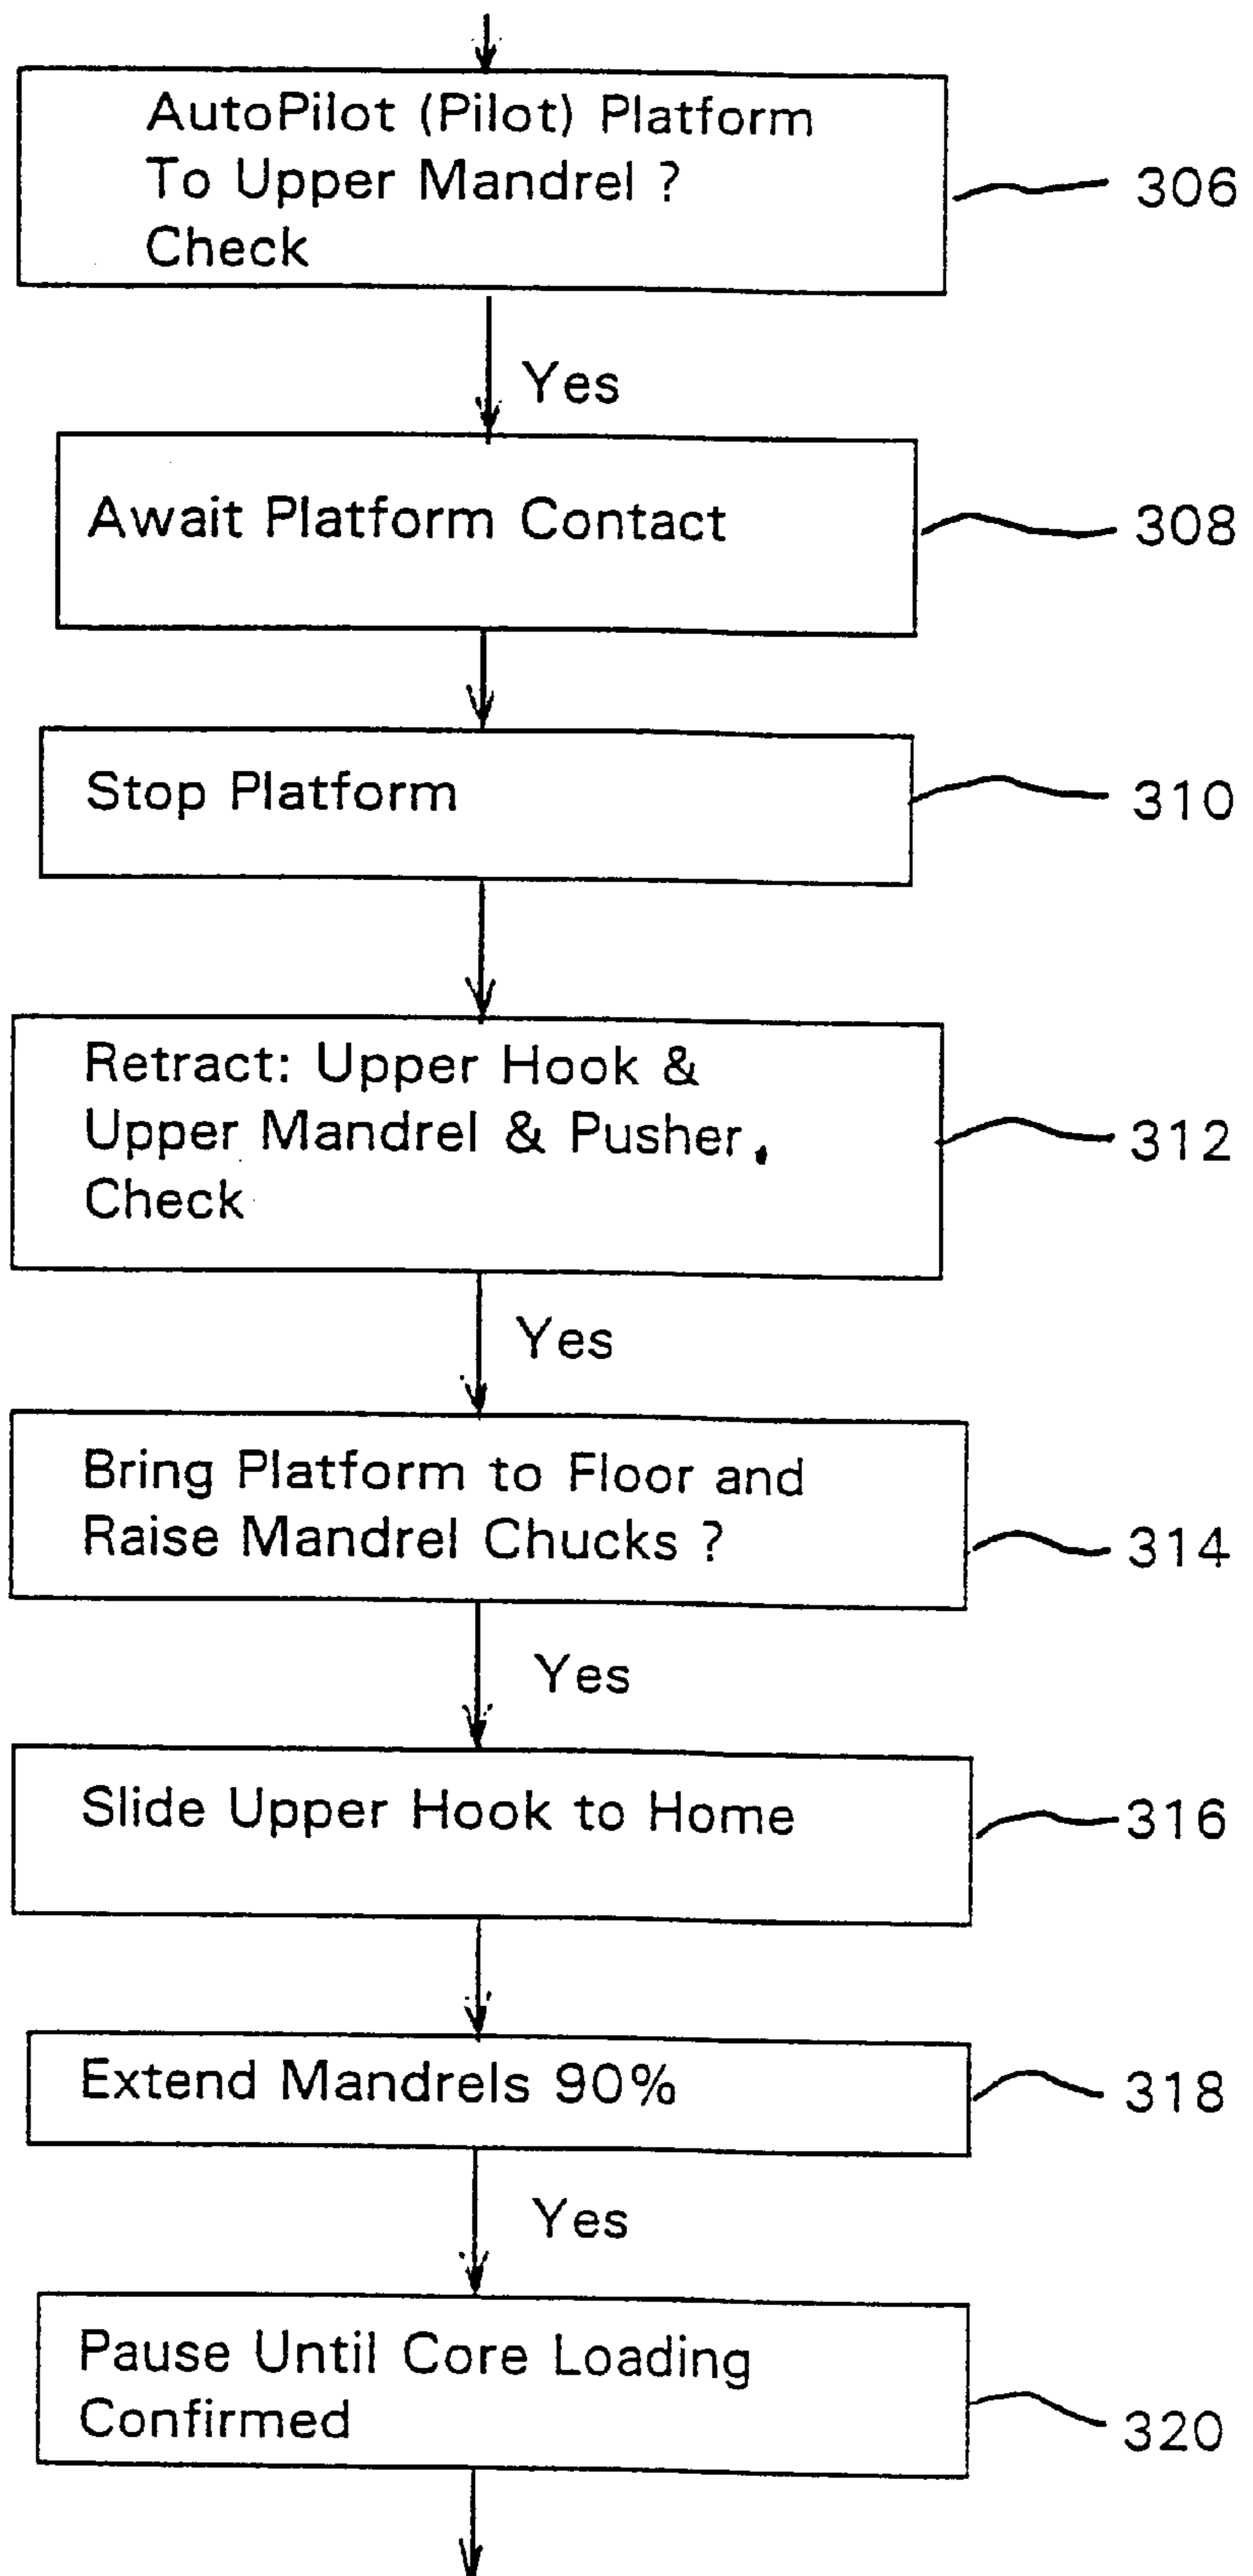 AutoPilot (Pilot) Platform
To Upper Mandrel ?
Check
306
Yes
Await Platform Contact
308
Stop Platform
310
Retract: Upper Hook &
Upper Mandrel & Pusher.
Check
312
Yes
Bring Platform to Floor and
Raise Mandrel Chucks ?
314
Yes
Slide Upper Hook to Home
316
Extend Mandrels 90%
318
Yes
Pause Until Core Loading
Confirmed
320